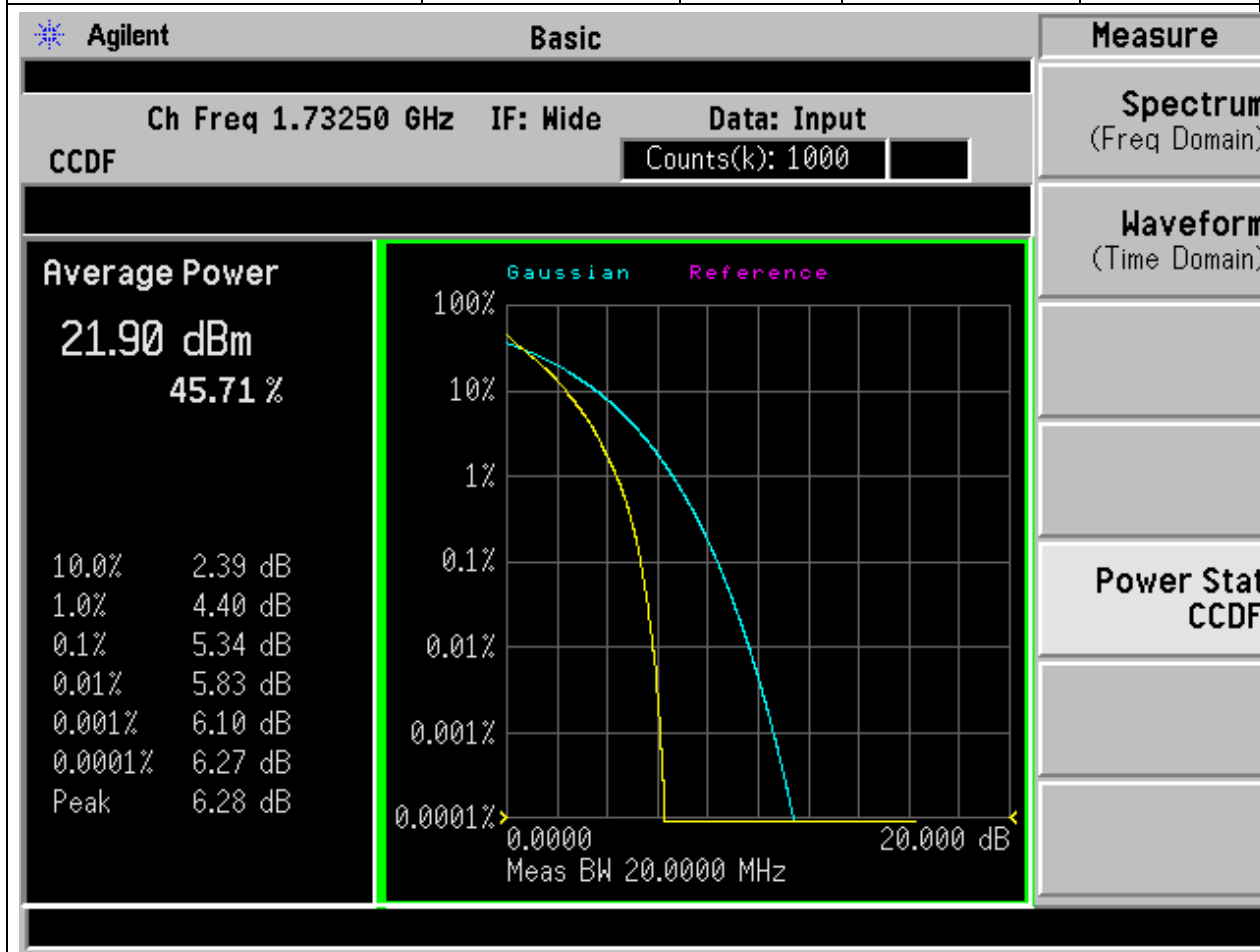 Agilent Basic Measure
Ch Freq 1.73250 GHz IF: Wide Data: Input
CCDF Counts(k): 1000
Spectrum
(Freq Domain)
Waveform
(Time Domain)
Power Stat
CCDF
Average Power
21.90 dBm
45.71 %
10.0% 2.39 dB
1.0% 4.40 dB
0.1% 5.34 dB
0.01% 5.83 dB
0.001% 6.10 dB
0.0001% 6.27 dB
Peak 6.28 dB
Gaussian Reference
100%
10%
1%
0.1%
0.01%
0.001%
0.0001%
0.0000 20.000 dB
Meas BW 20.0000 MHz